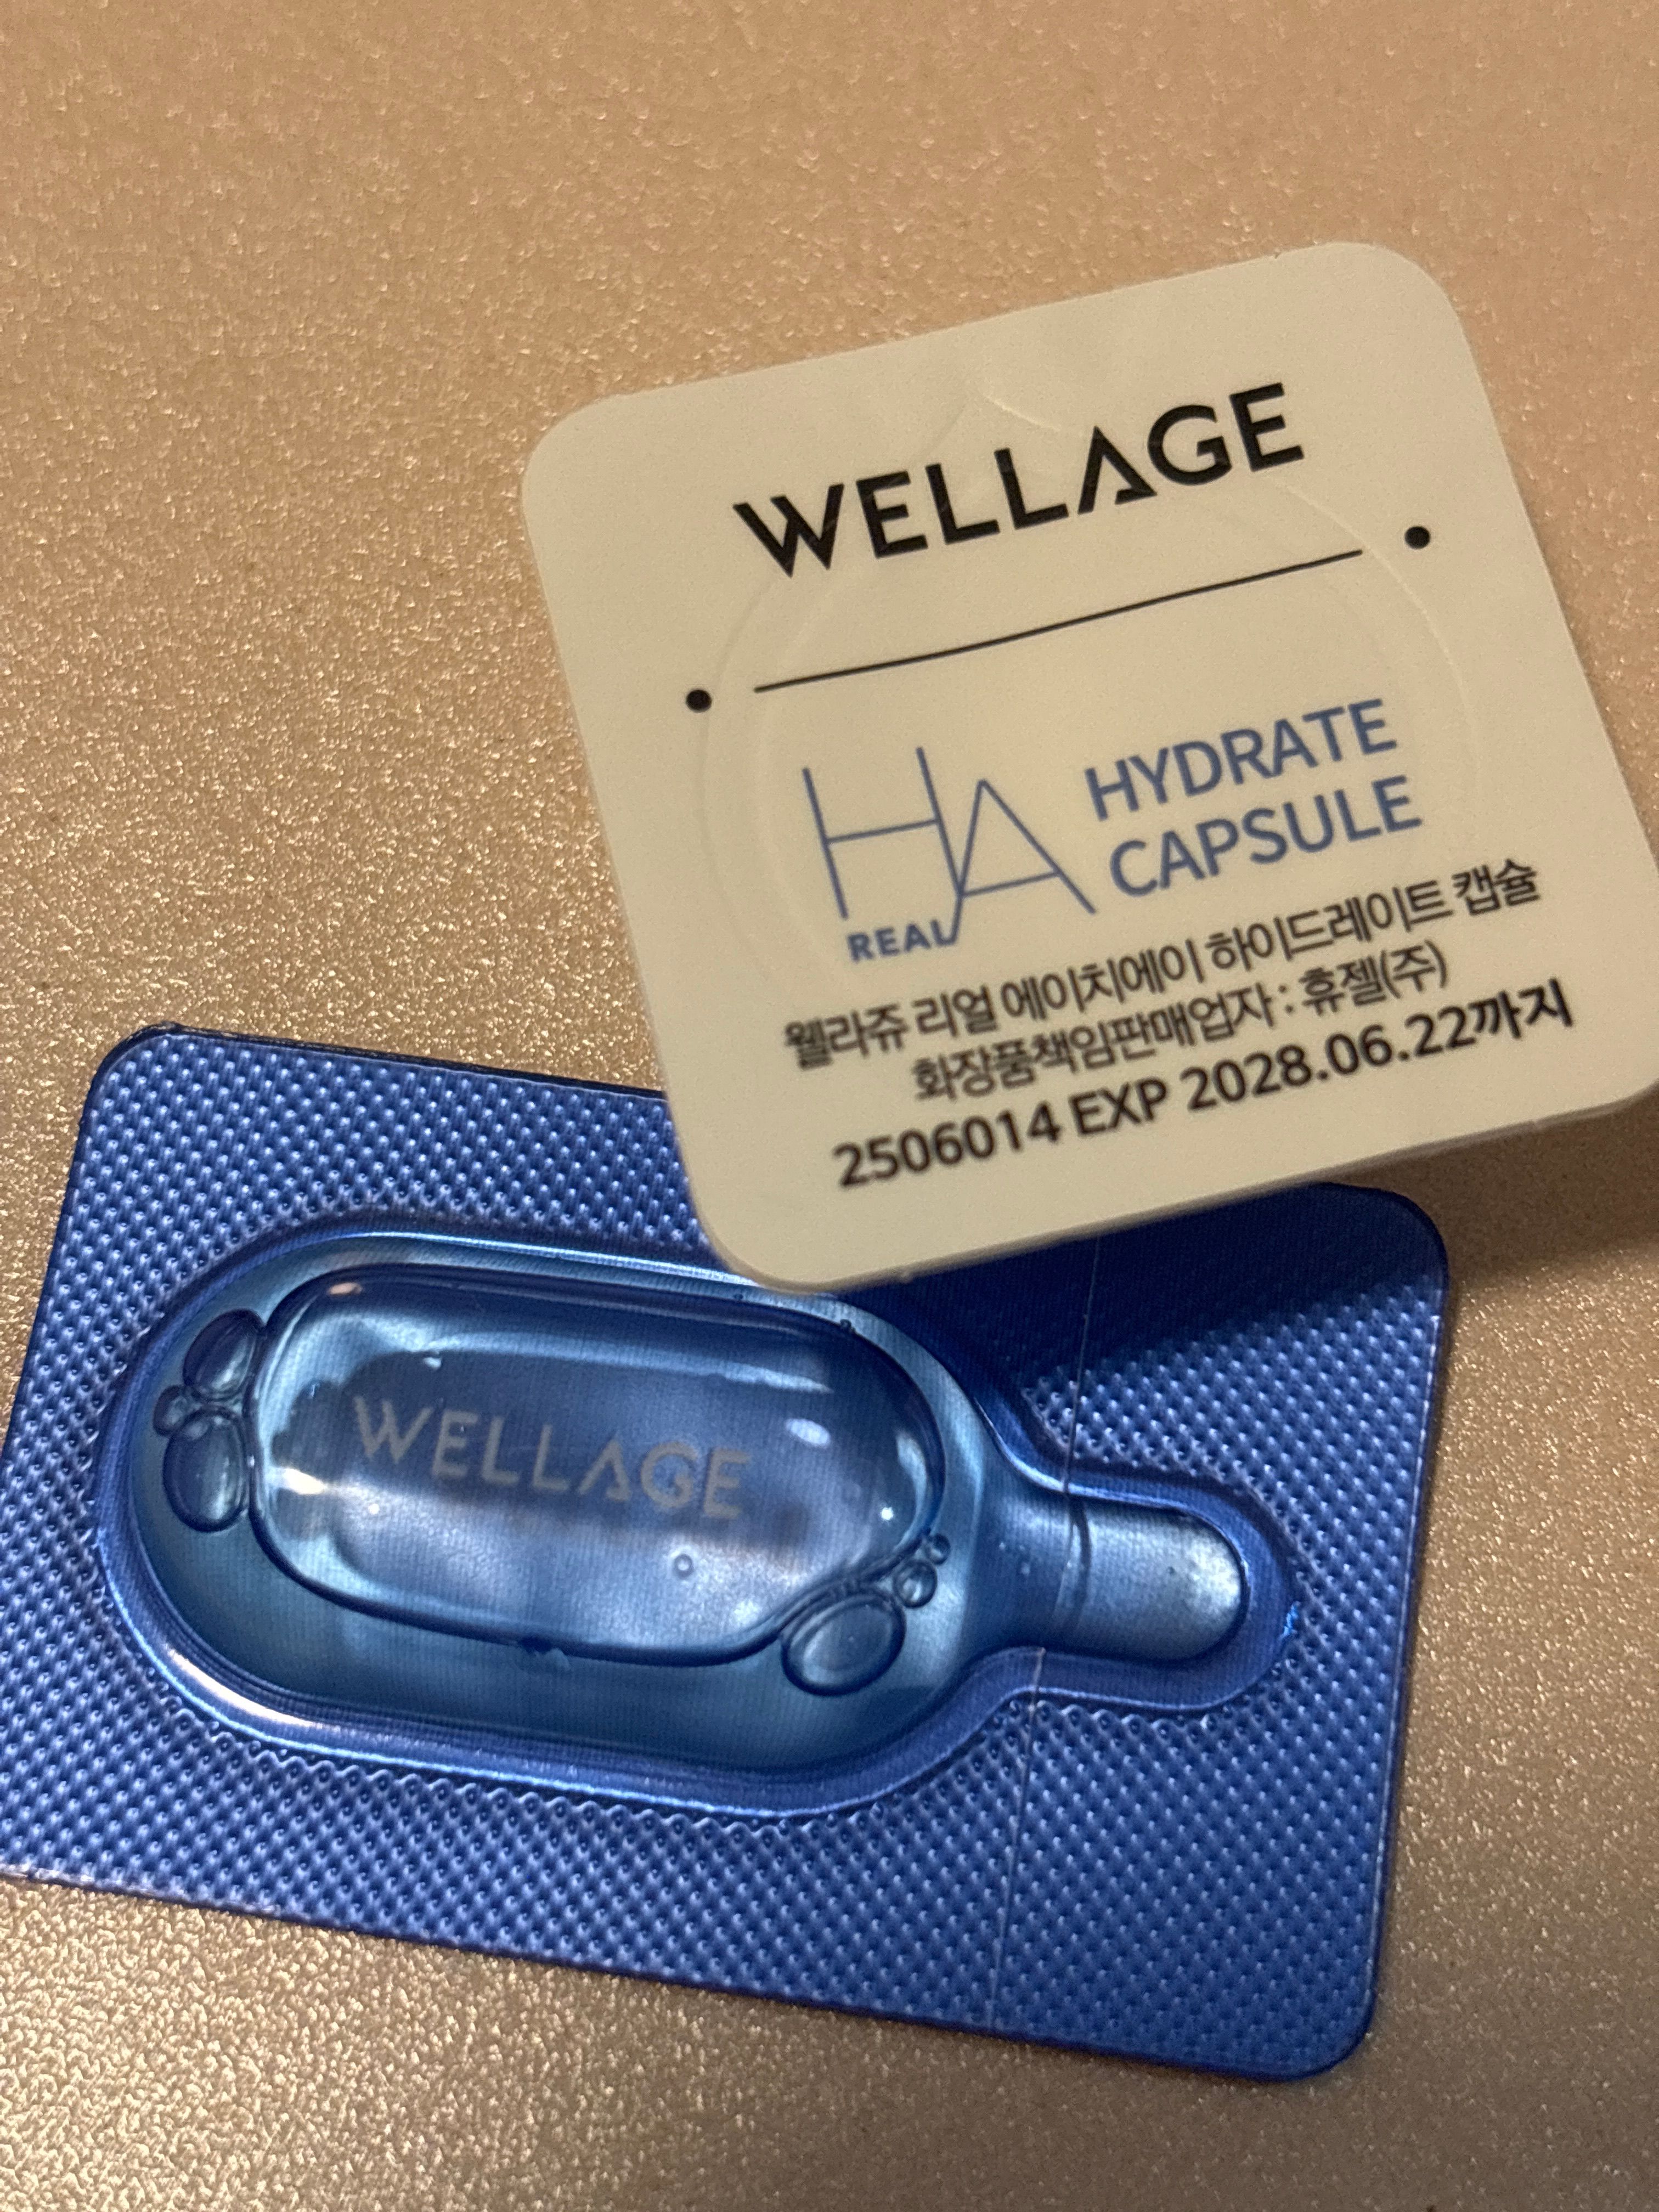 WELLAGE
REAL HA HYDRATE
CAPSULE
웰라쥬 리얼 에이치에이 하이드레이트 캡슐
화장품책임판매업자 : 휴젤(주)
2506014 EXP 2028.06.22까지
WELLAGE